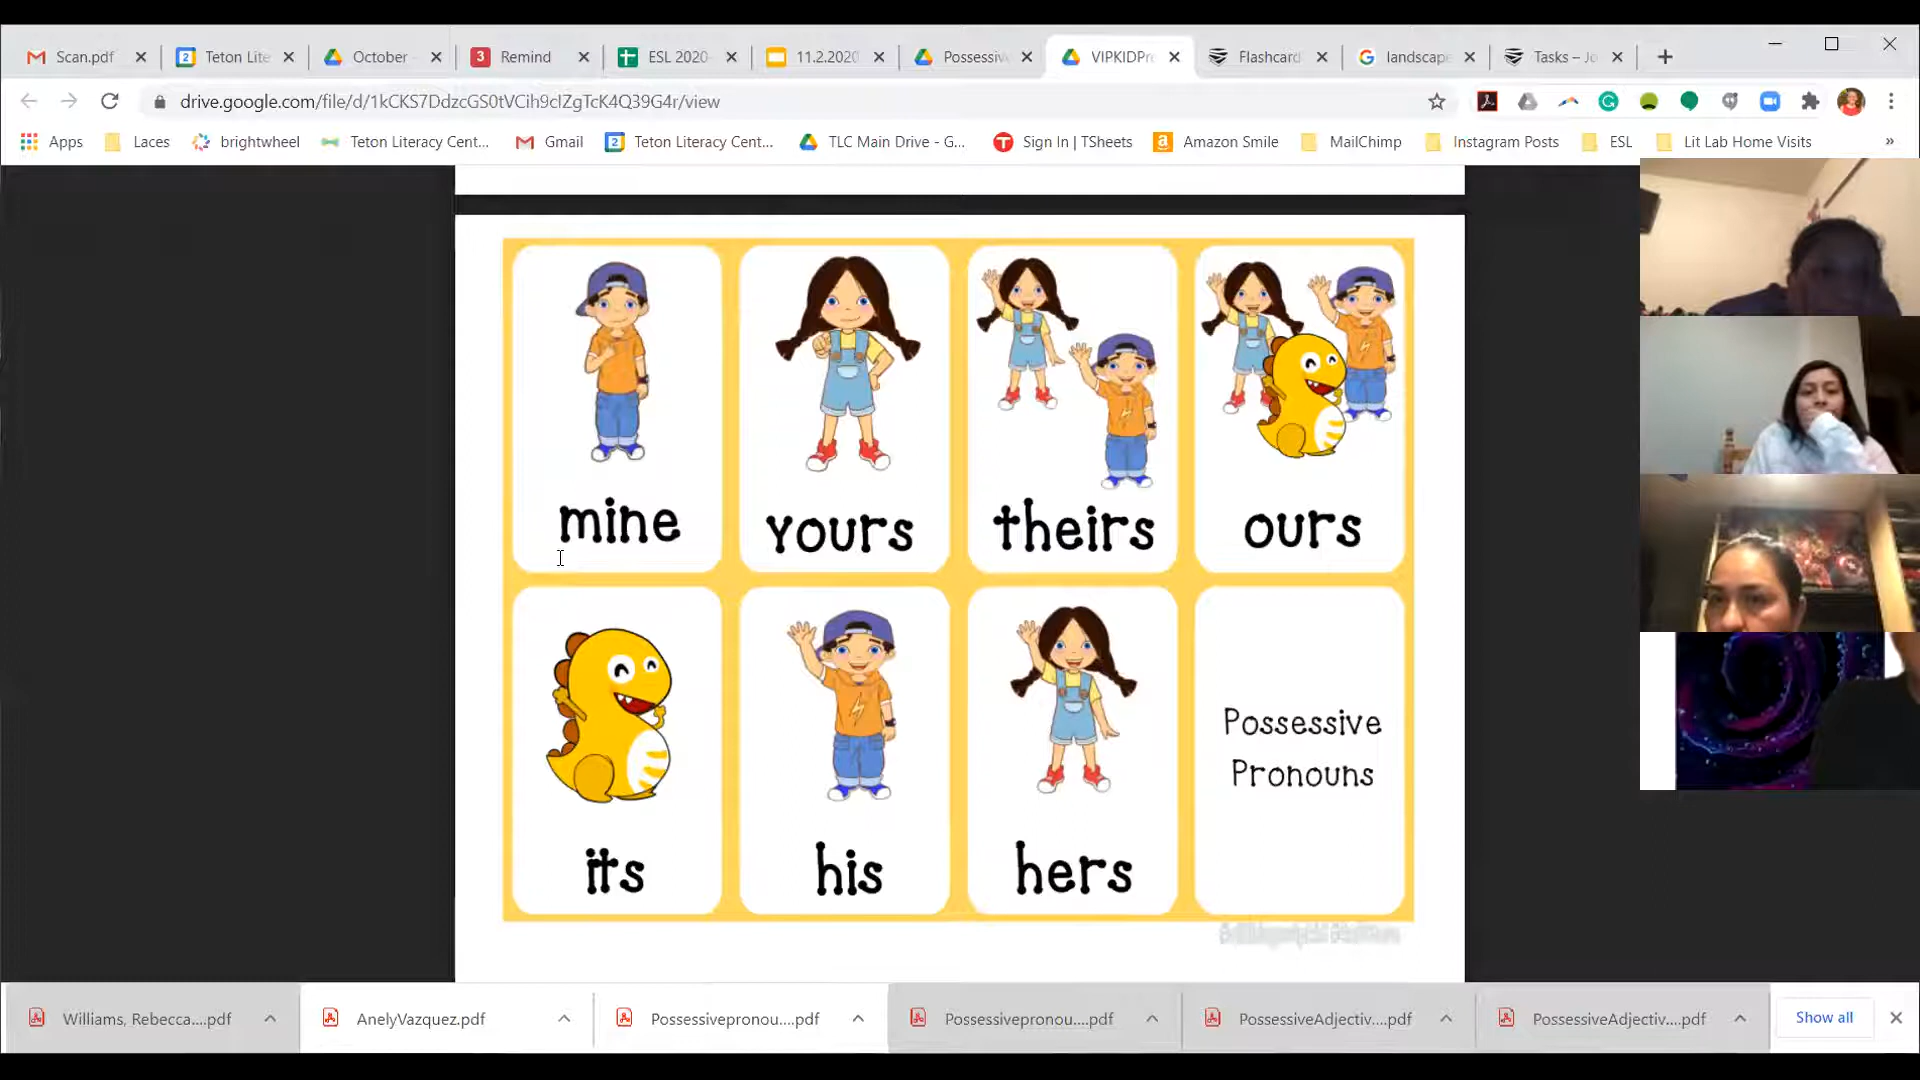 Scan.pdf
Teton Lite
October
Remind
ESL 2020-
11.2.2020
Possessiv
VIPKIDPre
Flashcard
landscape
Tasks – Jo
drive.google.com/file/d/1kCKS7DdzcGS0tVCih9cIZgTcK4Q39G4r/view
Apps
Laces
brightwheel
Teton Literacy Cent...
Gmail
Teton Literacy Cent...
TLC Main Drive - G...
Sign In | TSheets
Amazon Smile
MailChimp
Instagram Posts
ESL
Lit Lab Home Visits
mine
yours
theirs
ours
its
his
hers
Possessive
Pronouns
Williams, Rebecca....pdf
AnelyVazquez.pdf
Possessivepronou....pdf
Possessivepronou....pdf
PossessiveAdjectiv....pdf
PossessiveAdjectiv....pdf
Show all